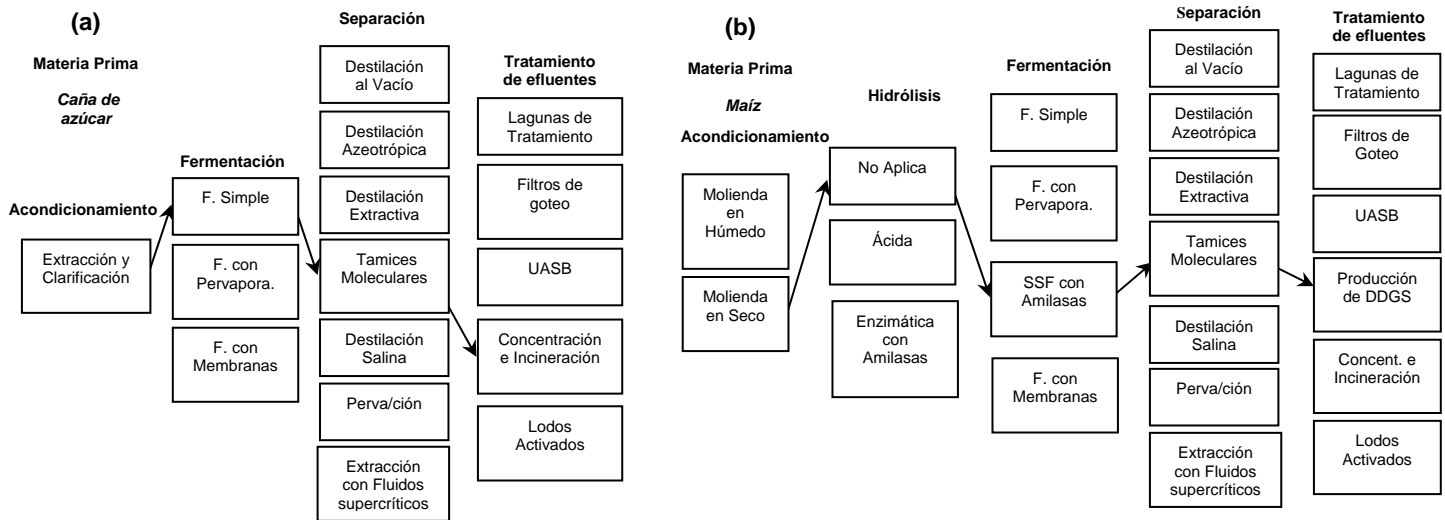 (a)
Materia Prima
Caña de
azúcar
Acondicionamiento
Extracción y
Clarificación
Fermentación
F. Simple
F. con
Pervapora.
F. con
Membranas
Separación
Destilación
al Vacío
Destilación
Azeotrópica
Destilación
Extractiva
Tamices
Moleculares
Destilación
Salina
Perva/ción
Extracción
con Fluidos
supercríticos
Tratamiento
de efluentes
Lagunas de
Tratamiento
Filtros de
goteo
UASB
Concentración
e Incineración
Lodos
Activados
(b)
Materia Prima
Maíz
Acondicionamiento
Molienda
en
Húmedo
Molienda
en Seco
Hidrólisis
No Aplica
Ácida
Enzimática
con
Amilasas
Fermentación
F. Simple
F. con
Pervapora.
SSF con
Amilasas
F. con
Membranas
Separación
Destilación
al Vacío
Destilación
Azeotrópica
Destilación
Extractiva
Tamices
Moleculares
Destilación
Salina
Perva/ción
Extracción
con Fluidos
supercríticos
Tratamiento
de efluentes
Lagunas de
Tratamiento
Filtros de
Goteo
UASB
Producción
de DDGS
Concent. e
Incineración
Lodos
Activados